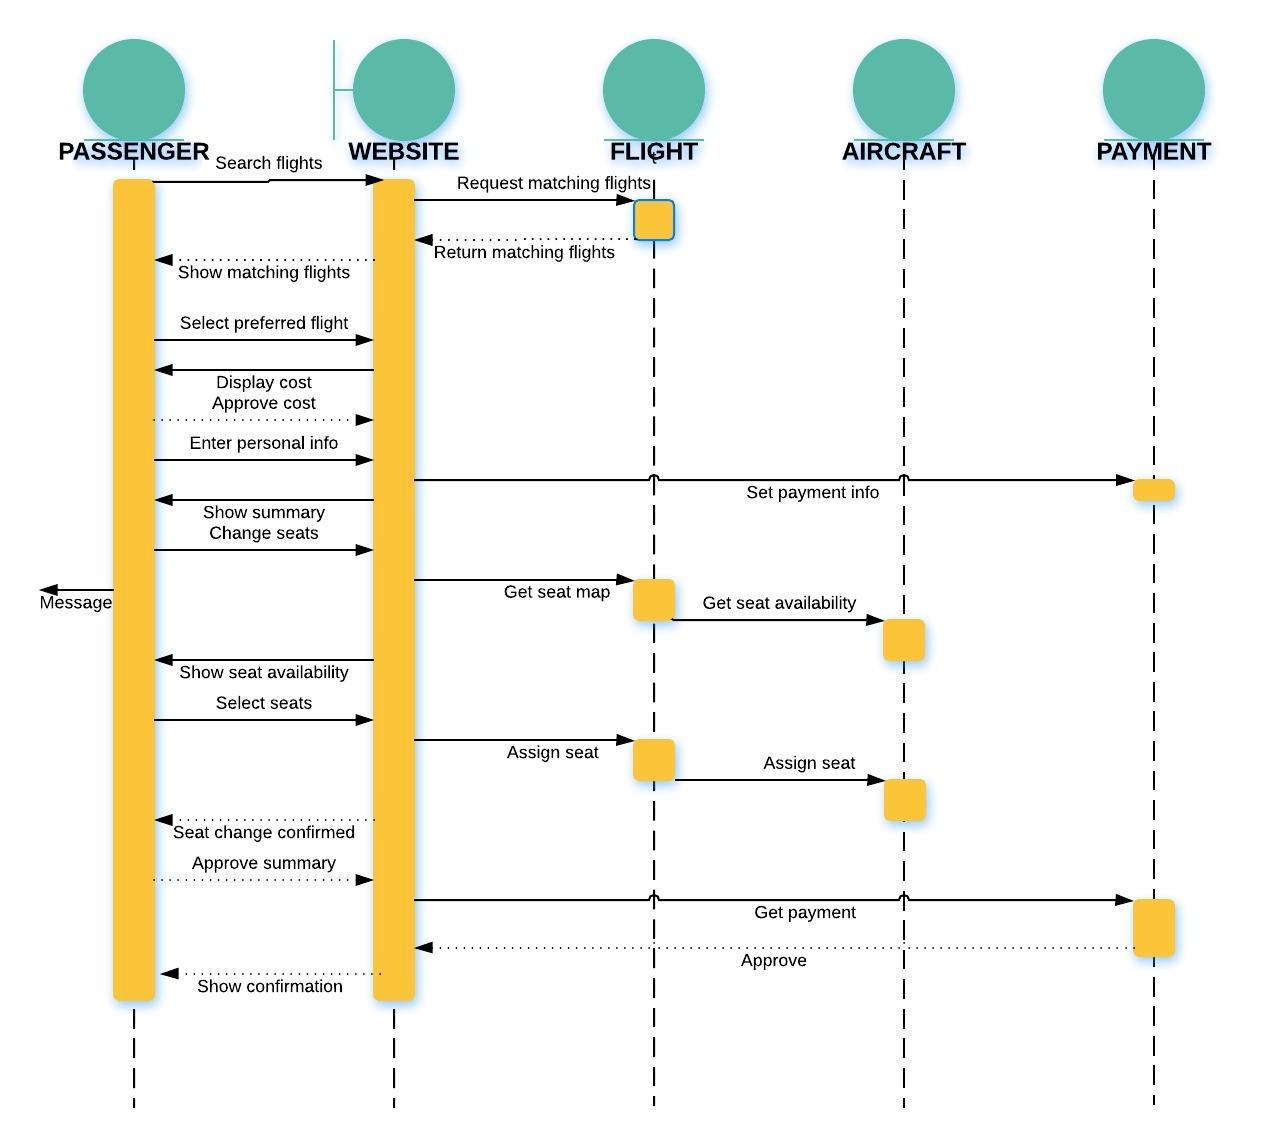 PASSENGER
WEBSITE
FLIGHT
AIRCRAFT
PAYMENT
Search flights
Request matching flights
Return matching flights
Show matching flights
Select preferred flight
Display cost
Approve cost
Enter personal info
Set payment info
Show summary
Change seats
Message
Get seat map
Get seat availability
Show seat availability
Select seats
Assign seat
Assign seat
Seat change confirmed
Approve summary
Get payment
Approve
Show confirmation